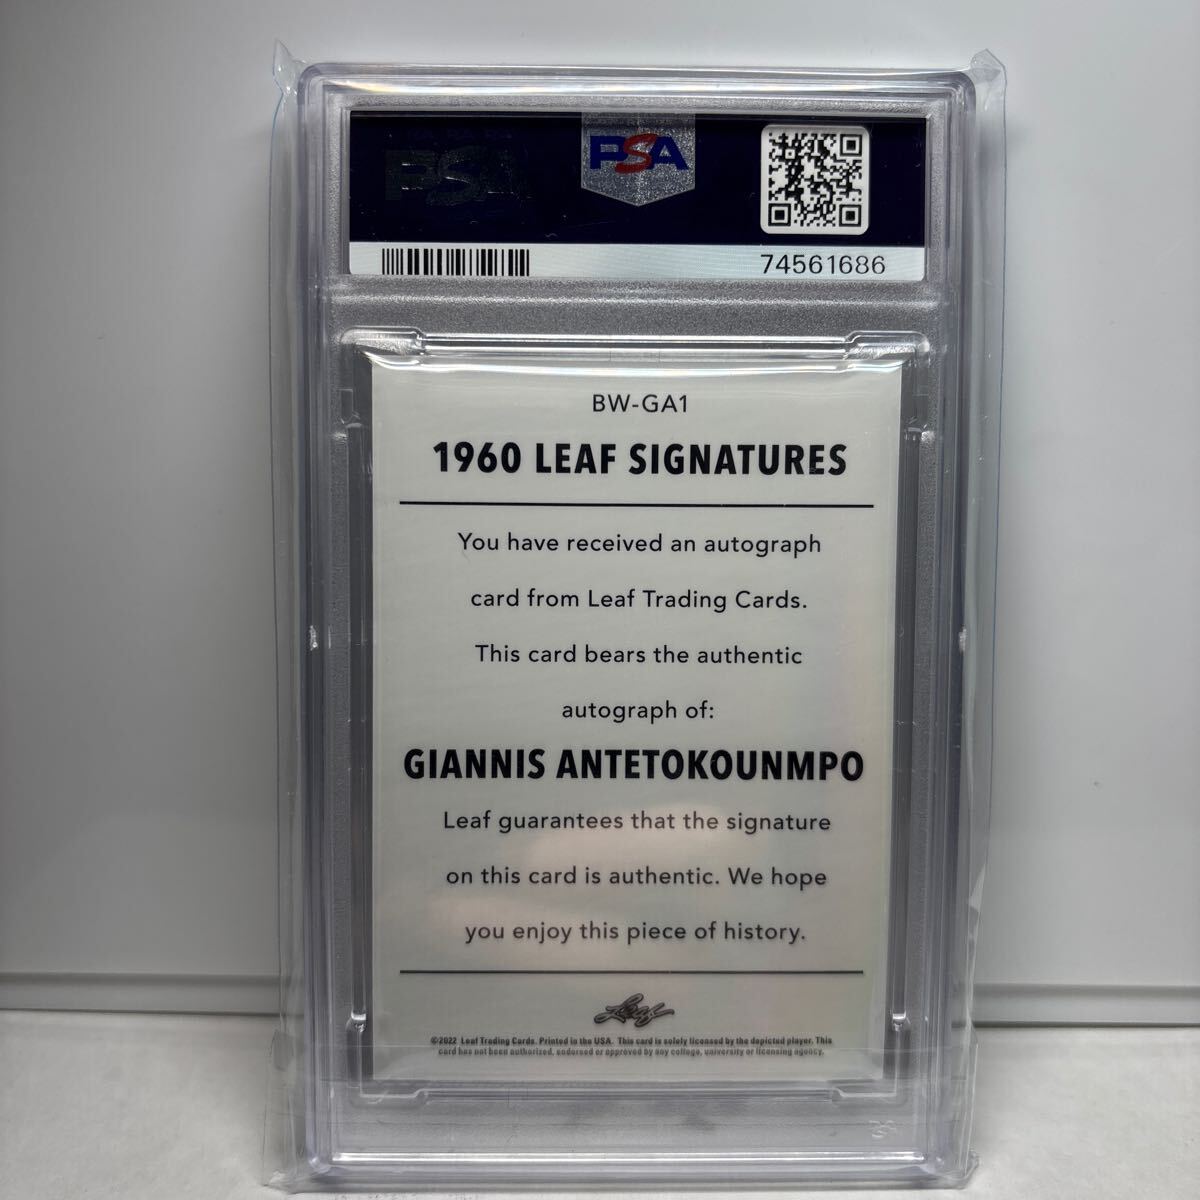 PSA
PSA
74561686
BW-GA1
1960 LEAF SIGNATURES
You have received an autograph
card from Leaf Trading Cards.
This card bears the authentic
autograph of:
GIANNIS ANTETOKOUNMPO
Leaf guarantees that the signature
on this card is authentic. We hope
you enjoy this piece of history.
Leaf
©2022 Leaf Trading Cards. Printed in the USA. This card is solely licensed by the depicted player. This
card has not been authorized, endorsed or approved by any college, university or licensing agency.